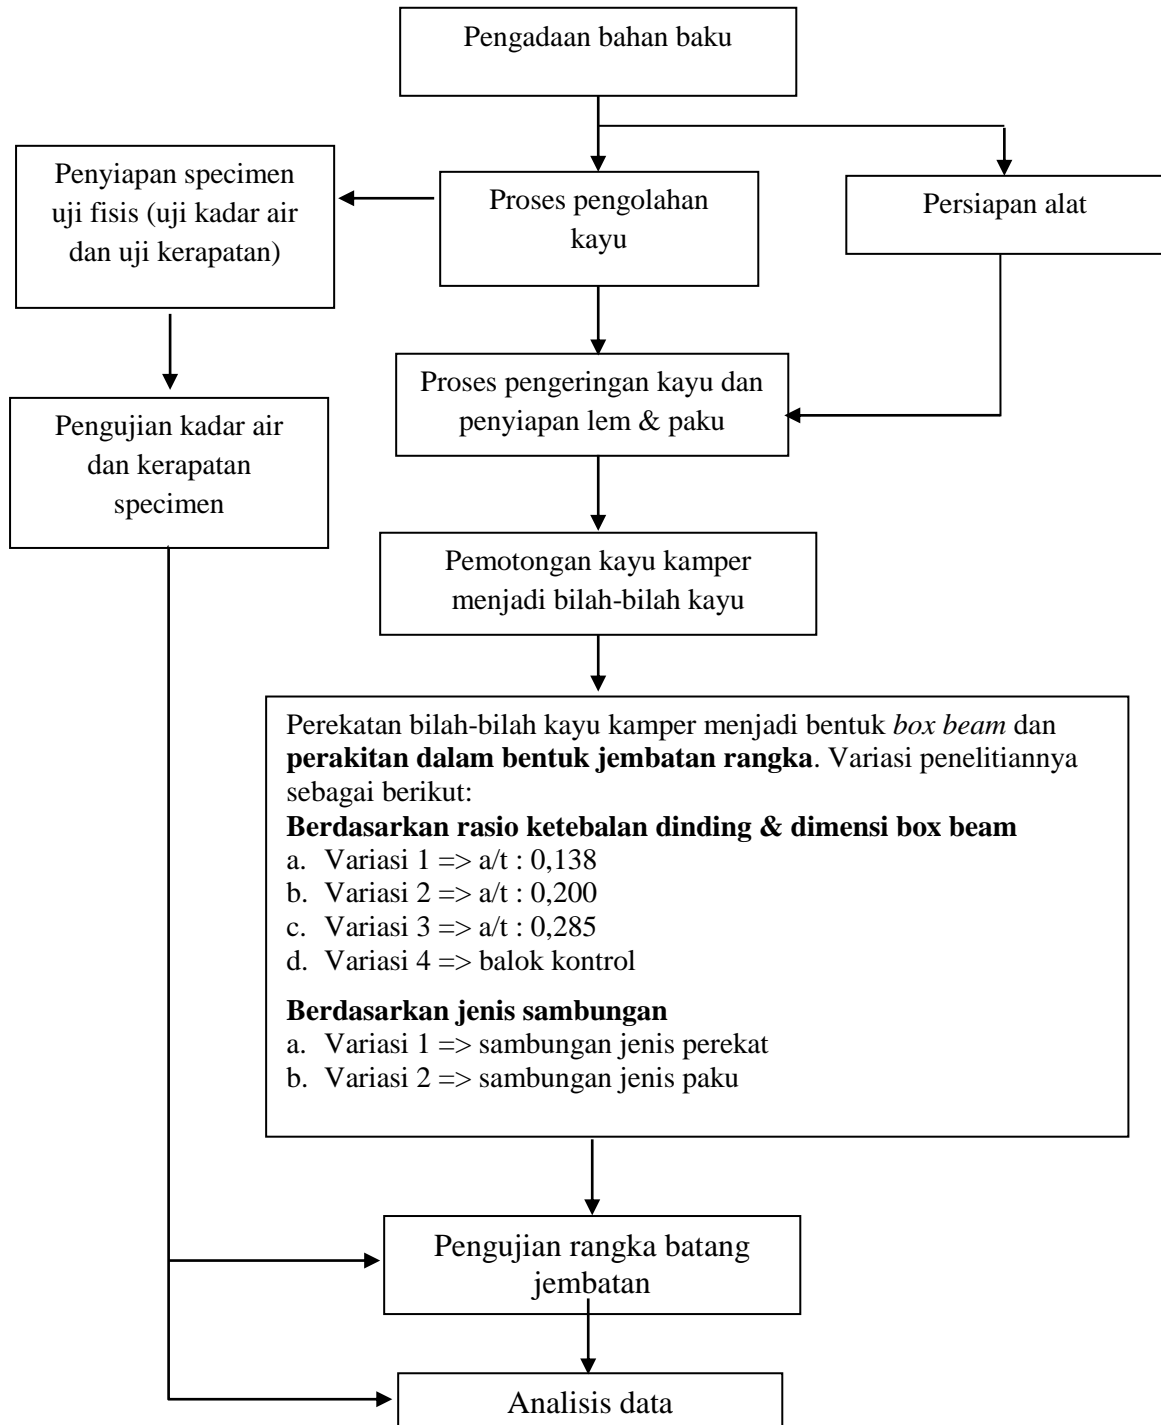 Pengadaan bahan baku
Penyiapan specimen
uji fisis (uji kadar air
dan uji kerapatan)
Proses pengolahan
kayu
Persiapan alat
Proses pengeringan kayu dan
penyiapan lem & paku
Pengujian kadar air
dan kerapatan
specimen
Pemotongan kayu kamper
menjadi bilah-bilah kayu
Perekatan bilah-bilah kayu kamper menjadi bentuk box beam dan
perakitan dalam bentuk jembatan rangka. Variasi penelitiannya
sebagai berikut:
Berdasarkan rasio ketebalan dinding & dimensi box beam
a. Variasi 1 => a/t : 0,138
b. Variasi 2 => a/t : 0,200
c. Variasi 3 => a/t : 0,285
d. Variasi 4 => balok kontrol
Berdasarkan jenis sambungan
a. Variasi 1 => sambungan jenis perekat
b. Variasi 2 => sambungan jenis paku
Pengujian rangka batang
jembatan
Analisis data